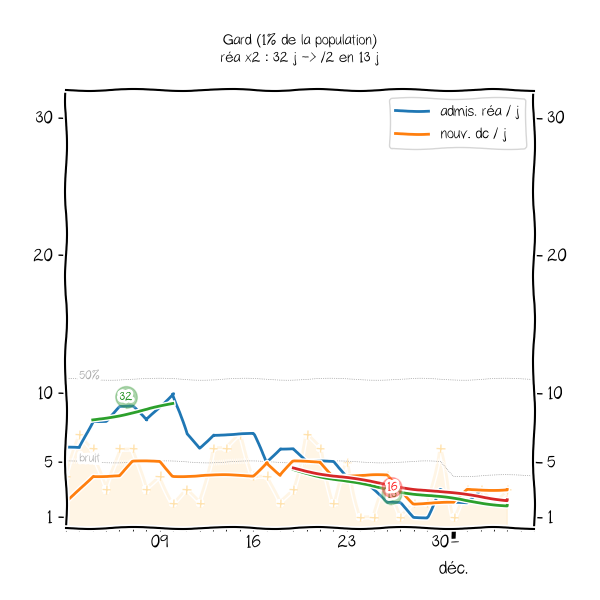 Gard (1% de la population)
réa x2 : 32 j -> /2 en 13 j
admis. réa / j
nouv. dc / j
30
30
20
20
50%
32
10
10
bruit
5
5
16
1
1
09
16
23
30
déc.